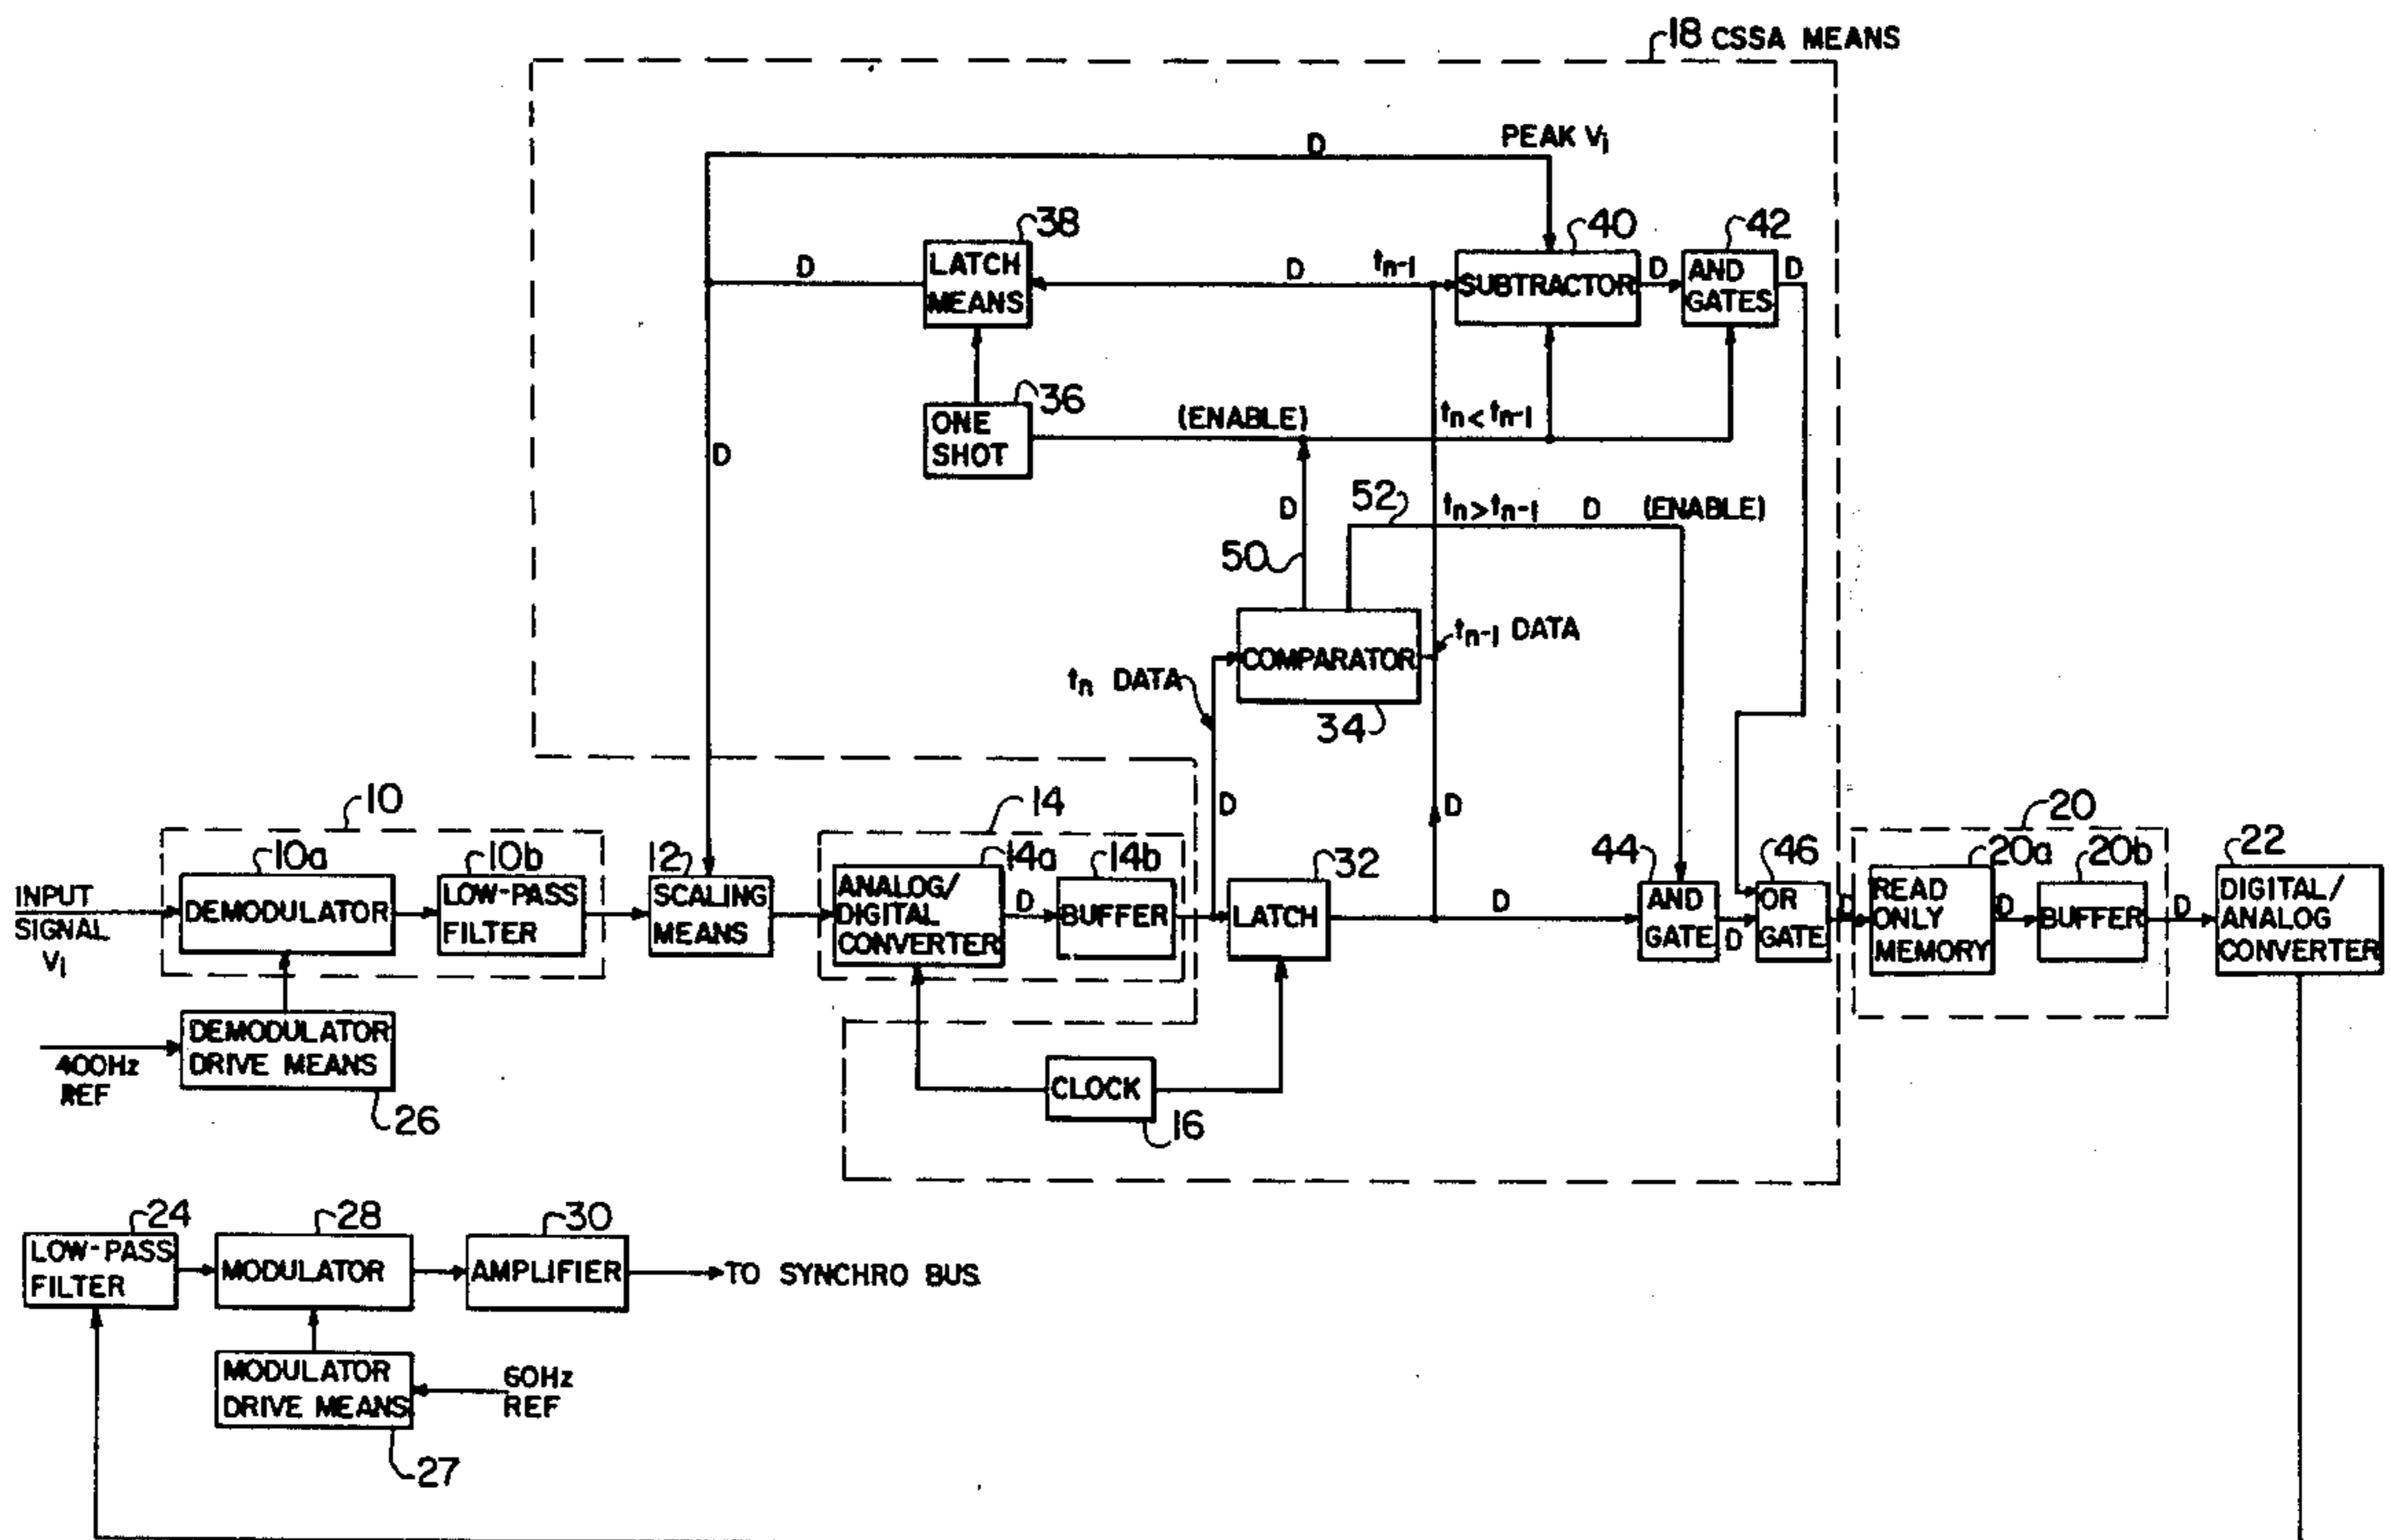 18 CSSA MEANS
D
PEAK Vi
38
40
42
LATCH
MEANS
D
D
tn-1
SUBTRACTOR
D
AND
GATES
D
36
ONE
SHOT
(ENABLE)
tn < tn-1
D
D
52
tn > tn-1
D
(ENABLE)
50
COMPARATOR
34
tn-1 DATA
tn DATA
D
D
10
14
20
10a
10b
12
14a
14b
32
44
46
20a
20b
22
INPUT
SIGNAL
Vi
DEMODULATOR
LOW-PASS
FILTER
SCALING
MEANS
ANALOG/
DIGITAL
CONVERTER
D
BUFFER
LATCH
D
AND
GATE
D
OR
GATE
D
READ
ONLY
MEMORY
D
BUFFER
D
DIGITAL/
ANALOG
CONVERTER
400Hz
REF
DEMODULATOR
DRIVE MEANS
26
CLOCK
16
24
28
30
LOW-PASS
FILTER
MODULATOR
AMPLIFIER
TO SYNCHRO BUS
MODULATOR
DRIVE MEANS
60Hz
REF
27